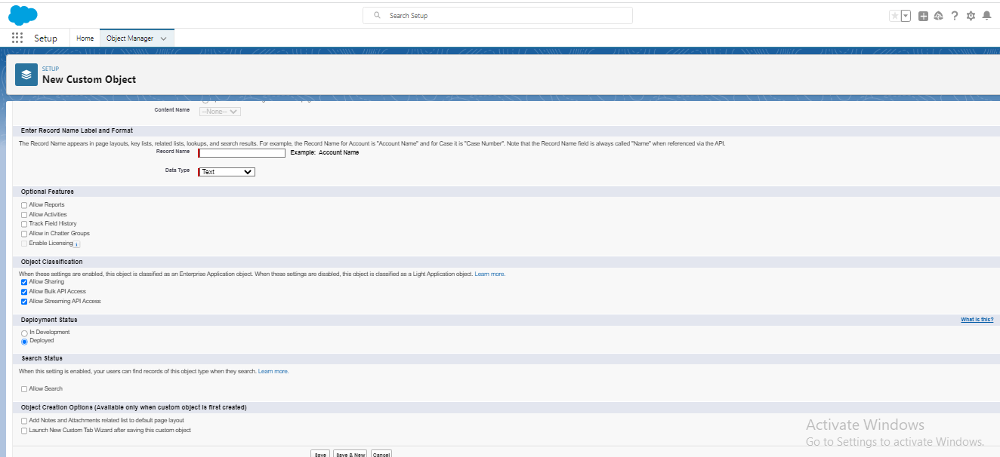 Search Setup
Setup
Home
Object Manager
SETUP
New Custom Object
Content Name
--None--
Enter Record Name Label and Format
The Record Name appears in page layouts, key lists, related lists, lookups, and search results. For example, the Record Name for Account is "Account Name" and for Case it is "Case Number". Note that the Record Name field is always called "Name" when referenced via the API.
Record Name
Example: Account Name
Data Type
Text
Optional Features
Allow Reports
Allow Activities
Track Field History
Allow in Chatter Groups
Enable Licensing i
Object Classification
When these settings are enabled, this object is classified as an Enterprise Application object. When these settings are disabled, this object is classified as a Light Application object. Learn more.
Allow Sharing
Allow Bulk API Access
Allow Streaming API Access
Deployment Status
What is this?
In Development
Deployed
Search Status
When this setting is enabled, your users can find records of this object type when they search. Learn more.
Allow Search
Object Creation Options (Available only when custom object is first created)
Add Notes and Attachments related list to default page layout
Launch New Custom Tab Wizard after saving this custom object
Activate Windows
Go to Settings to activate Windows.
Save
Save & New
Cancel